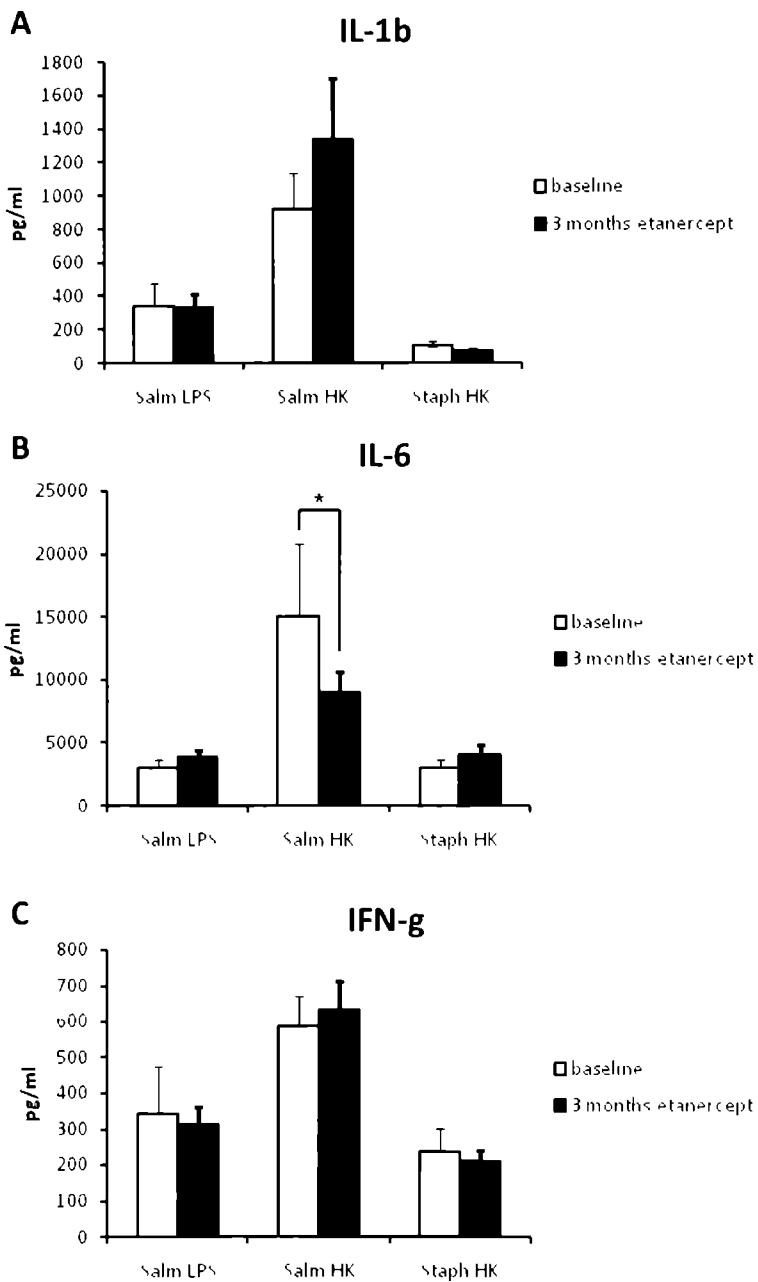 A
IL-1b
1800
1600
1400
1200
1000
800
600
400
200
0
pg/ml
Salm LPS
Salm HK
Staph HK
baseline
3 months etanercept
B
IL-6
*
25000
20000
15000
10000
5000
0
pg/ml
Salm LPS
Salm HK
Staph HK
baseline
3 months etanercept
C
IFN-g
800
700
600
500
400
300
200
100
0
pg/ml
Salm LPS
Salm HK
Staph HK
baseline
3 months etanercept